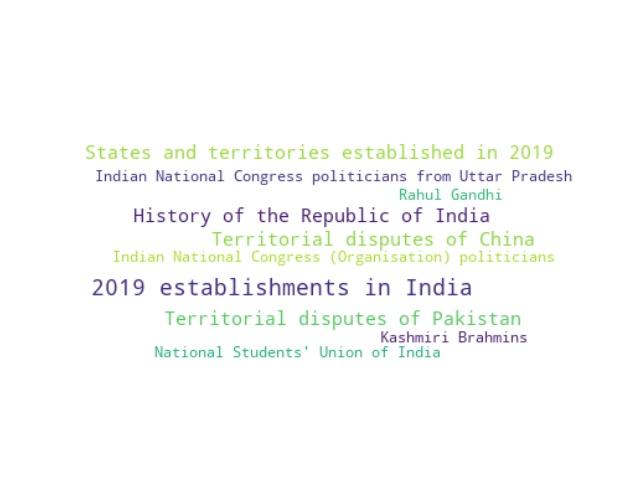 States and territories established in 2019
Indian National Congress politicians from Uttar Pradesh
Rahul Gandhi
History of the Republic of India
Territorial disputes of China
Indian National Congress (Organisation) politicians
2019 establishments in India
Territorial disputes of Pakistan
Kashmiri Brahmins
National Students' Union of India